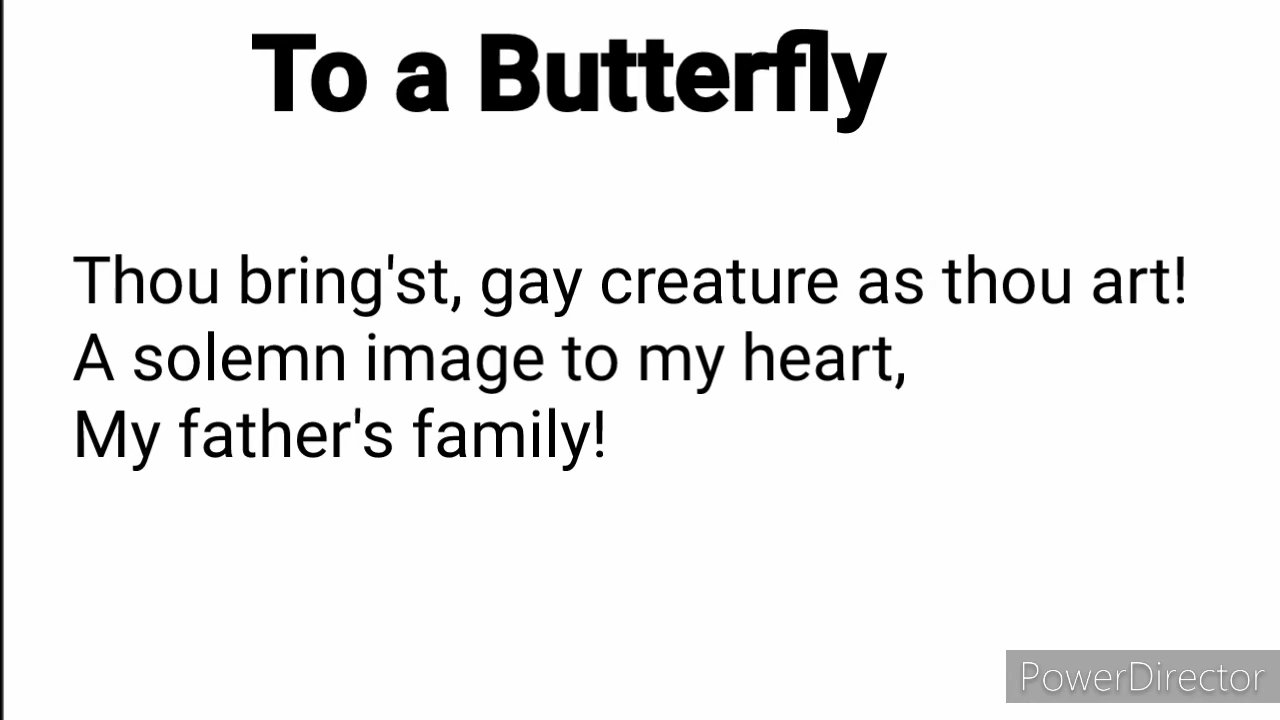 To a Butterfly
Thou bring'st, gay creature as thou art!
A solemn image to my heart,
My father's family!
PowerDirector